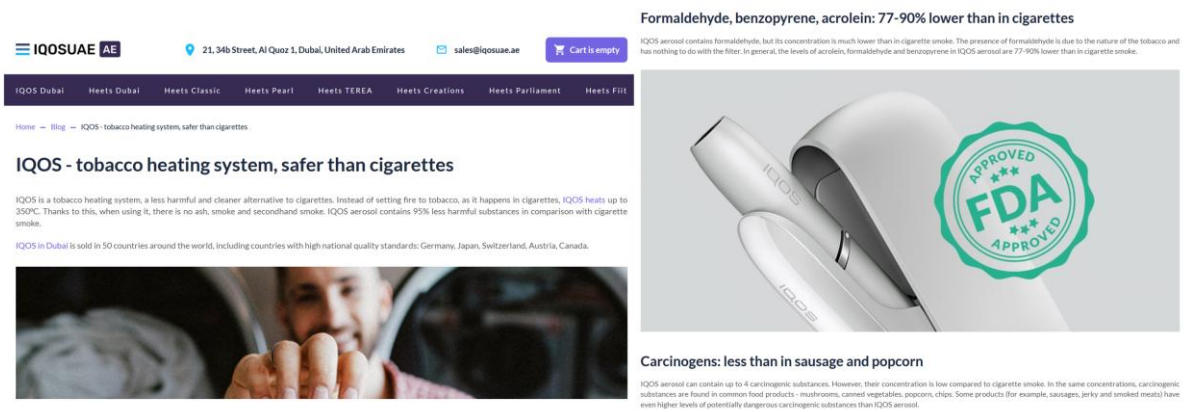 IQOSUAE AE
21, 34b Street, Al Quoz 1, Dubai, United Arab Emirates
sales@iqosuae.ae
Cart is empty
IQOS Dubai Heets Dubai Heets Classic Heets Pearl Heets TEREA Heets Creations Heets Parliament Heets Fiit
Home — Blog — IQOS - tobacco heating system, safer than cigarettes
IQOS - tobacco heating system, safer than cigarettes
IQOS is a tobacco heating system, a less harmful and cleaner alternative to cigarettes. Instead of setting fire to tobacco, as it happens in cigarettes, IQOS heats up to
350°C. Thanks to this, when using it, there is no ash, smoke and secondhand smoke. IQOS aerosol contains 95% less harmful substances in comparison with cigarette
smoke.
IQOS in Dubai is sold in 50 countries around the world, including countries with high national quality standards: Germany, Japan, Switzerland, Austria, Canada.
Formaldehyde, benzopyrene, acrolein: 77-90% lower than in cigarettes
IQOS aerosol contains formaldehyde, but its concentration is much lower than in cigarette smoke. The presence of formaldehyde is due to the nature of the tobacco and
has nothing to do with the filter. In general, the levels of acrolein, formaldehyde and benzopyrene in IQOS aerosol are 77-90% lower than in cigarette smoke.
IQOS
IQOS
APPROVED
FDA
APPROVED
Carcinogens: less than in sausage and popcorn
IQOS aerosol can contain up to 4 carcinogenic substances. However, their concentration is low compared to cigarette smoke. In the same concentrations, carcinogenic
substances are found in common food products - mushrooms, canned vegetables, popcorn, chips. Some products (for example, sausages, jerky and smoked meats) have
even higher levels of potentially dangerous carcinogenic substances than IQOS aerosol.